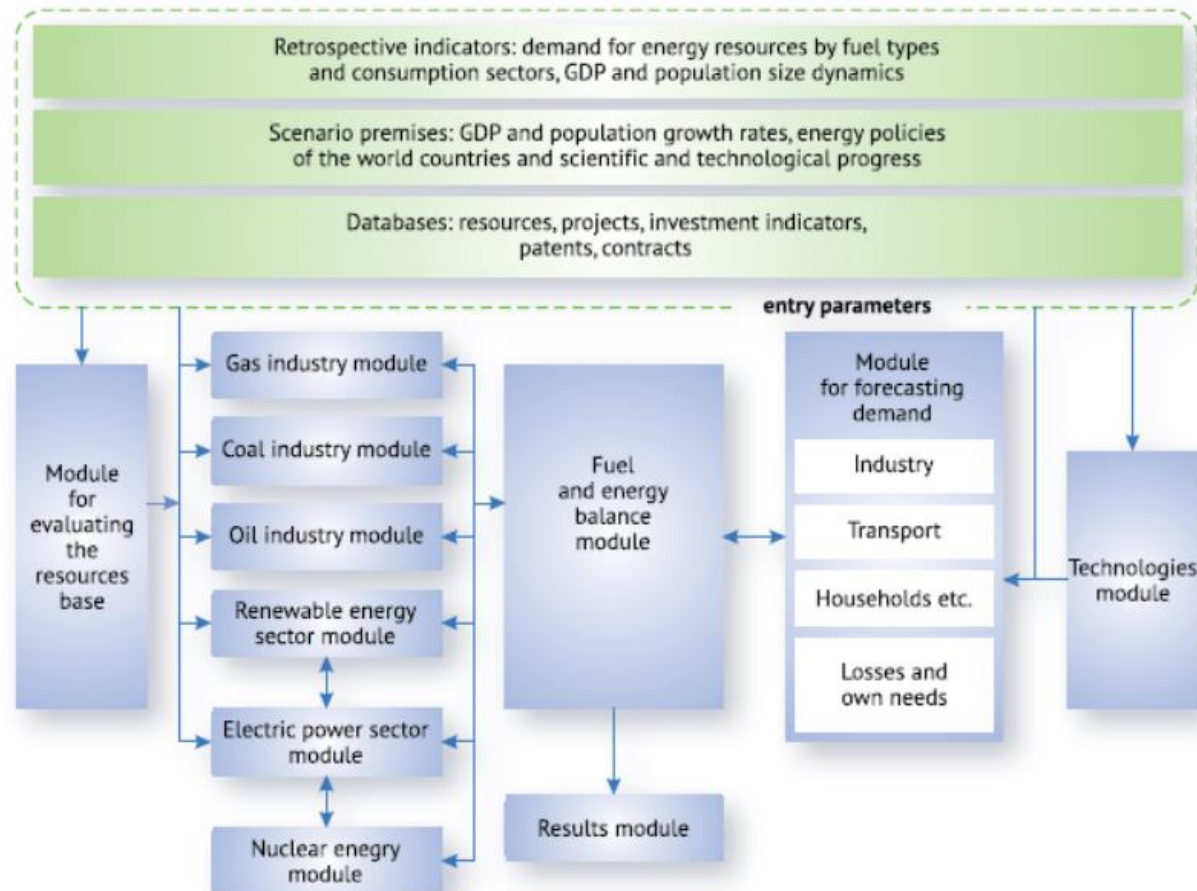 Retrospective indicators: demand for energy resources by fuel types
and consumption sectors, GDP and population size dynamics
Scenario premises: GDP and population growth rates, energy policies
of the world countries and scientific and technological progress
Databases: resources, projects, investment indicators,
patents, contracts
entry parameters
Module
for
evaluating
the
resources
base
Gas industry module
Coal industry module
Oil industry module
Renewable energy
sector module
Electric power sector
module
Nuclear enegry
module
Fuel
and energy
balance
module
Results module
Module
for forecasting
demand
Industry
Transport
Households etc.
Losses and
own needs
Technologies
module